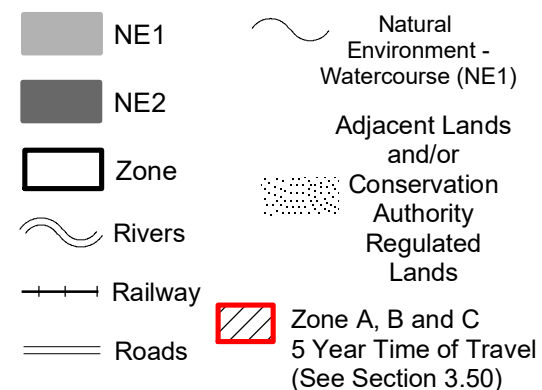 NE1
NE2
Zone
Rivers
Railway
Roads
Natural
Environment -
Watercourse (NE1)
Adjacent Lands
and/or
Conservation
Authority
Regulated
Lands
Zone A, B and C
5 Year Time of Travel
(See Section 3.50)